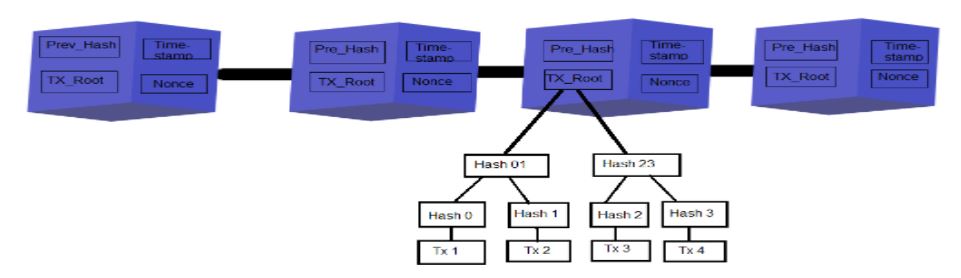 Prev_Hash
Time-
stamp
TX_Root
Nonce
Pre_Hash
Time-
stamp
TX_Root
Nonce
Pre_Hash
Time-
stamp
TX_Root
Nonce
Pre_Hash
Time-
stamp
TX_Root
Nonce
Hash 01
Hash 23
Hash 0
Hash 1
Hash 2
Hash 3
Tx 1
Tx 2
Tx 3
Tx 4